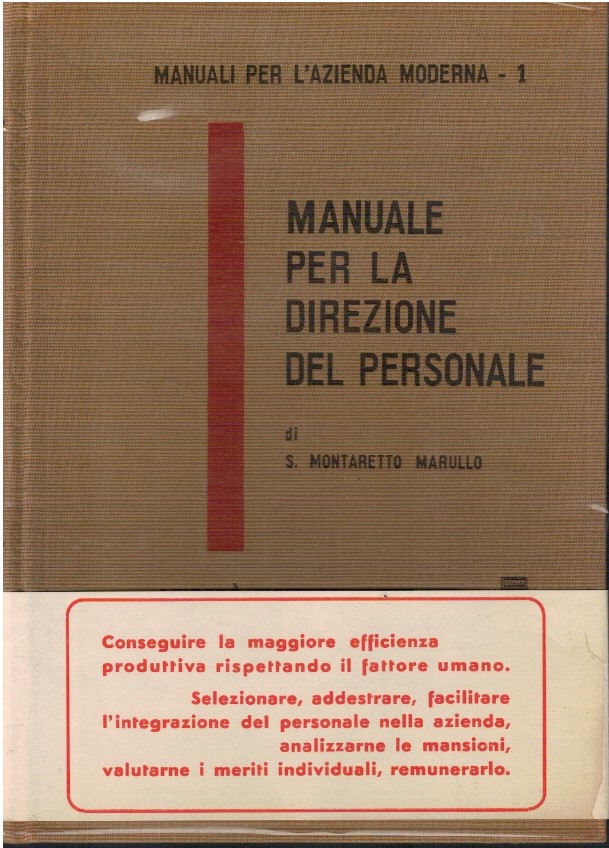 MANUALI PER L'AZIENDA MODERNA - 1
MANUALE
PER LA
DIREZIONE
DEL PERSONALE
di
S. MONTARETTO MARULLO
Conseguire la maggiore efficienza
produttiva rispettando il fattore umano.
Selezionare, addestrare, facilitare
l'integrazione del personale nella azienda,
analizzarne le mansioni,
valutarne i meriti individuali, remunerarlo.